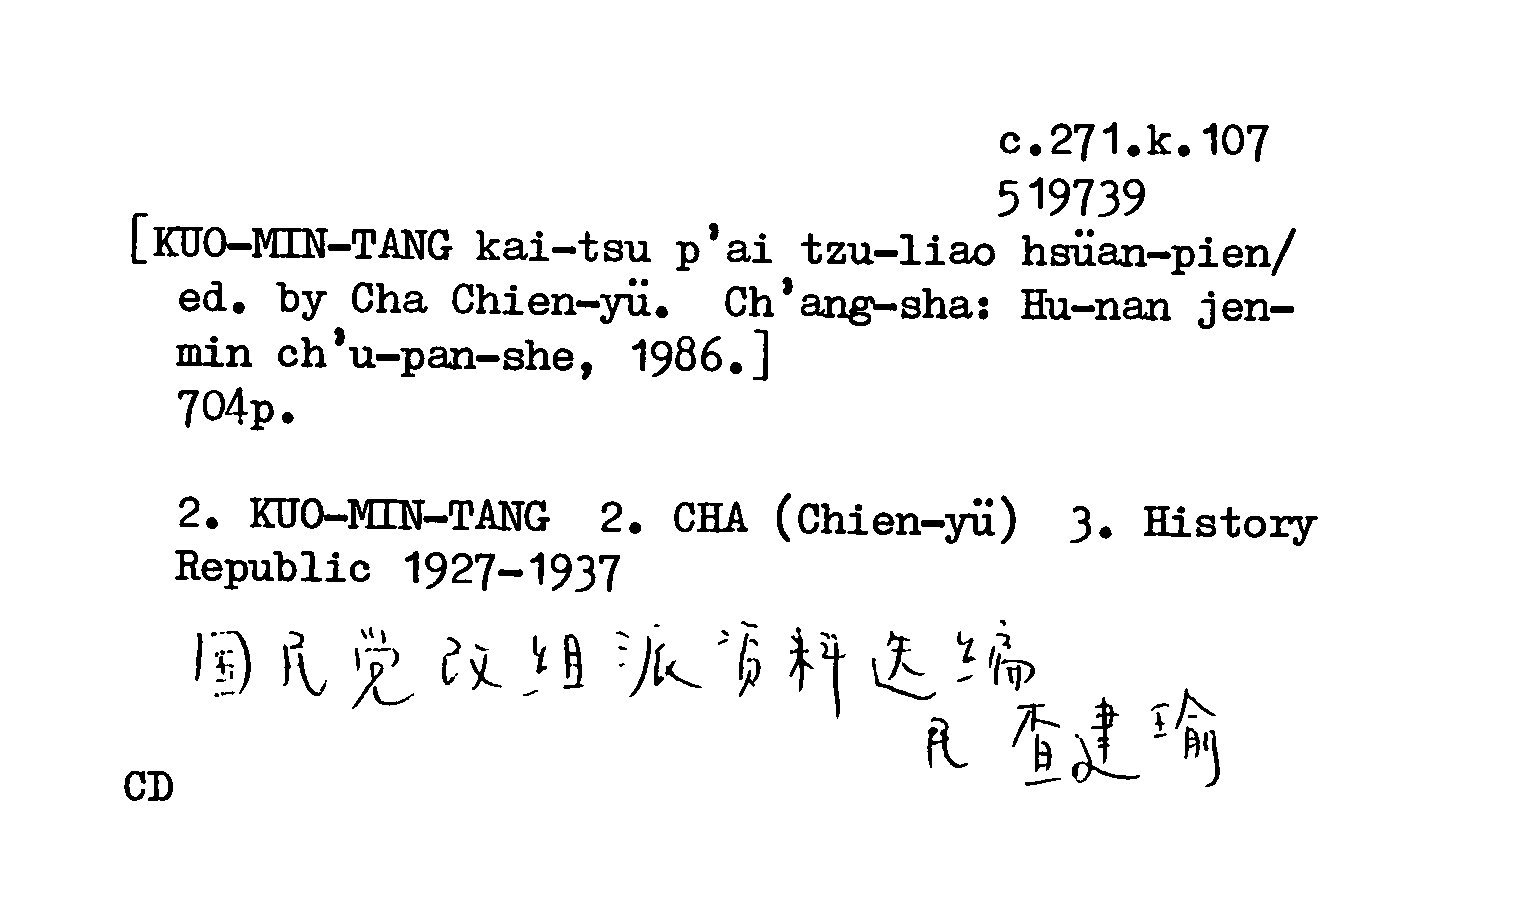 c.271.k.107
519739
[KUO-MIN-TANG kai-tsu p'ai tzu-liao hsüan-pien/
ed. by Cha Chien-yü. Ch'ang-sha: Hu-nan jen-
min ch'u-pan-she, 1986.]
704p.
2. KUO-MIN-TANG 2. CHA (Chien-yü) 3. History
Republic 1927-1937
国民党改组派资料选编
民 查建瑜
CD